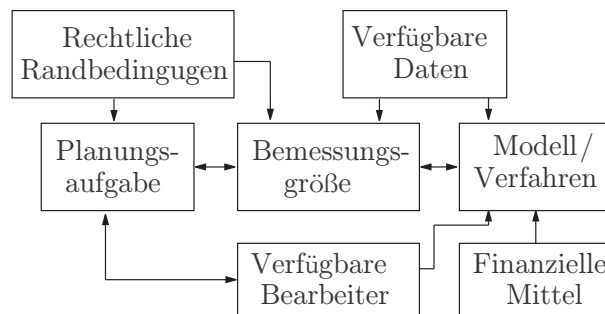 Rechtliche
Randbedingugen
Verfügbare
Daten
Planungs-
aufgabe
Bemessungs-
größe
Modell/
Verfahren
Verfügbare
Bearbeiter
Finanzielle
Mittel